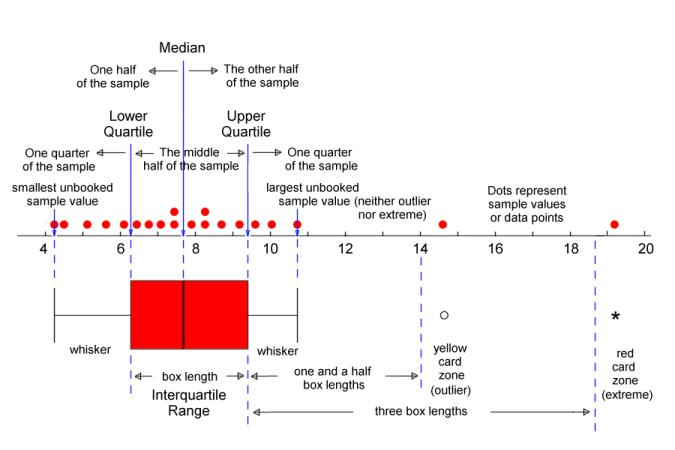 Median
One half
of the sample
The other half
of the sample
Lower
Quartile
Upper
Quartile
One quarter
of the sample
The middle
half of the sample
One quarter
of the sample
smallest unbooked
sample value
largest unbooked
sample value (neither outlier
nor extreme)
Dots represent
sample values
or data points
4 6 8 10 12 14 16 18 20
whisker
whisker
box length
Interquartile
Range
one and a half
box lengths
yellow
card
zone
(outlier)
*
red
card
zone
(extreme)
three box lengths